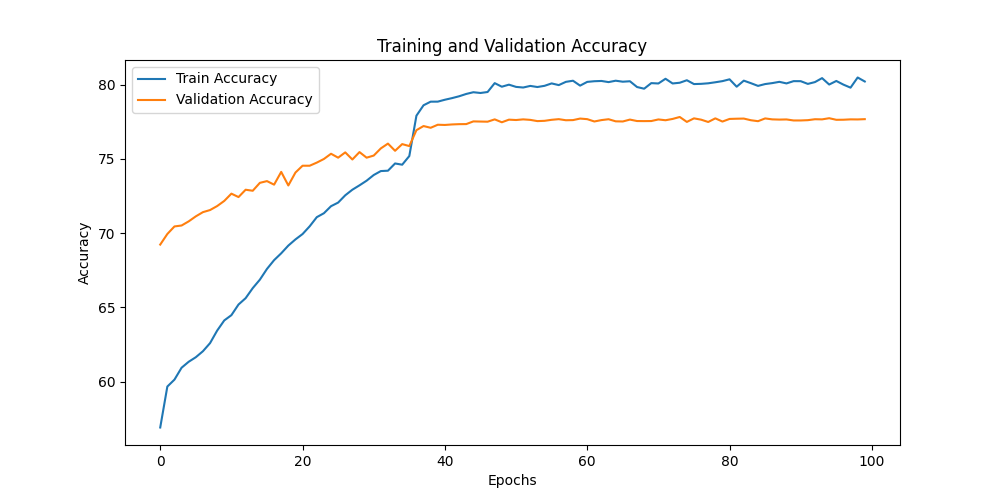 Training and Validation Accuracy
Train Accuracy
Validation Accuracy
80
75
70
65
60
Accuracy
0 20 40 60 80 100
Epochs